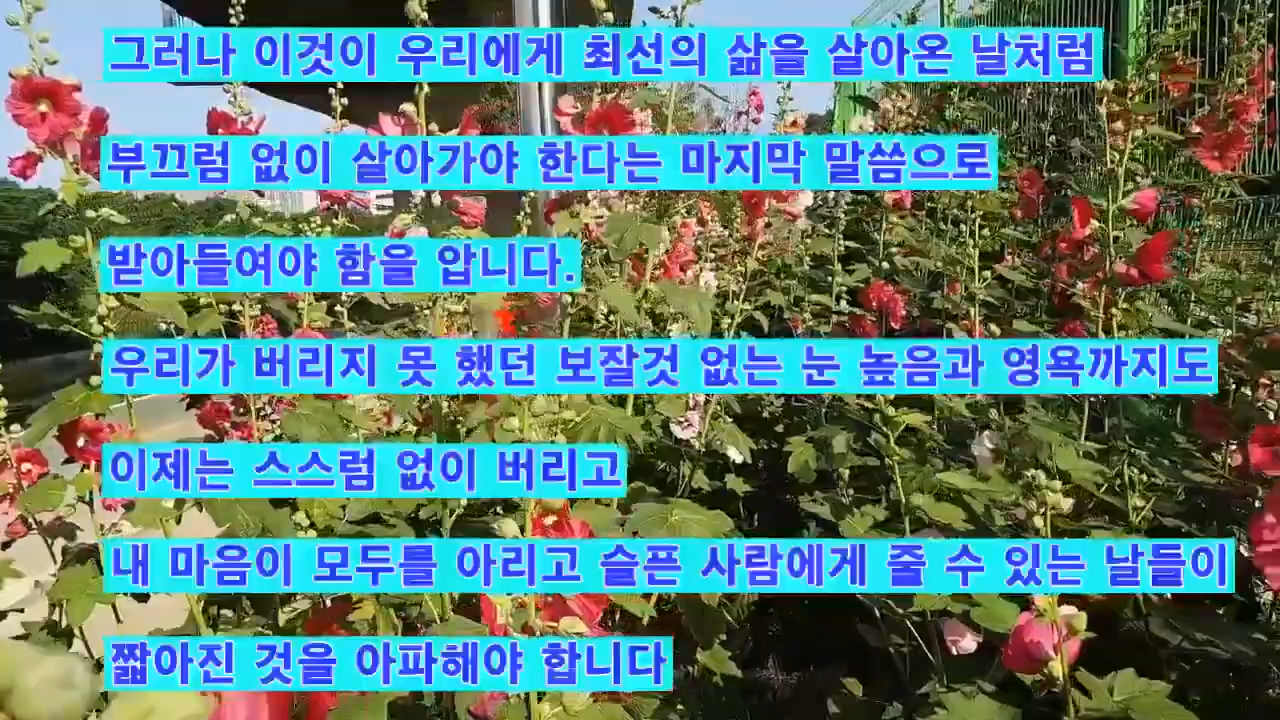 그러나 이것이 우리에게 최선의 삶을 살아온 날처럼
부끄럼 없이 살아가야 한다는 마지막 말씀으로
받아들여야 함을 압니다.
우리가 버리지 못 했던 보잘것 없는 눈 높음과 영욕까지도
이제는 스스럼 없이 버리고
내 마음이 모두를 아리고 슬픈 사람에게 줄 수 있는 날들이
짧아진 것을 아파해야 합니다